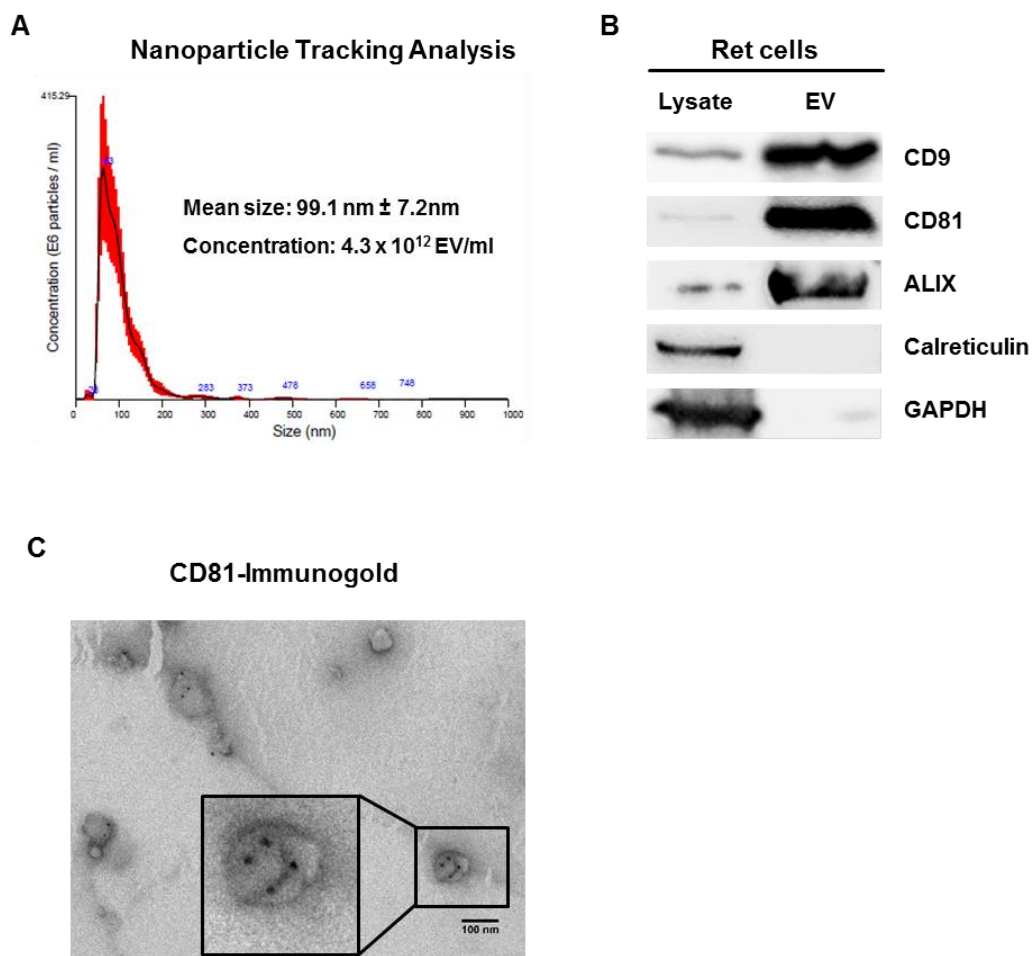 A
Nanoparticle Tracking Analysis
415.29
63
Mean size: 99.1 nm ± 7.2nm
Concentration: 4.3 x 10¹² EV/ml
Concentration (E6 particles / ml)
283 373 478 658 748
0 100 200 300 400 500 600 700 800 900 1000
Size (nm)
B
Ret cells
Lysate EV
CD9
CD81
ALIX
Calreticulin
GAPDH
C
CD81-Immunogold
100 nm